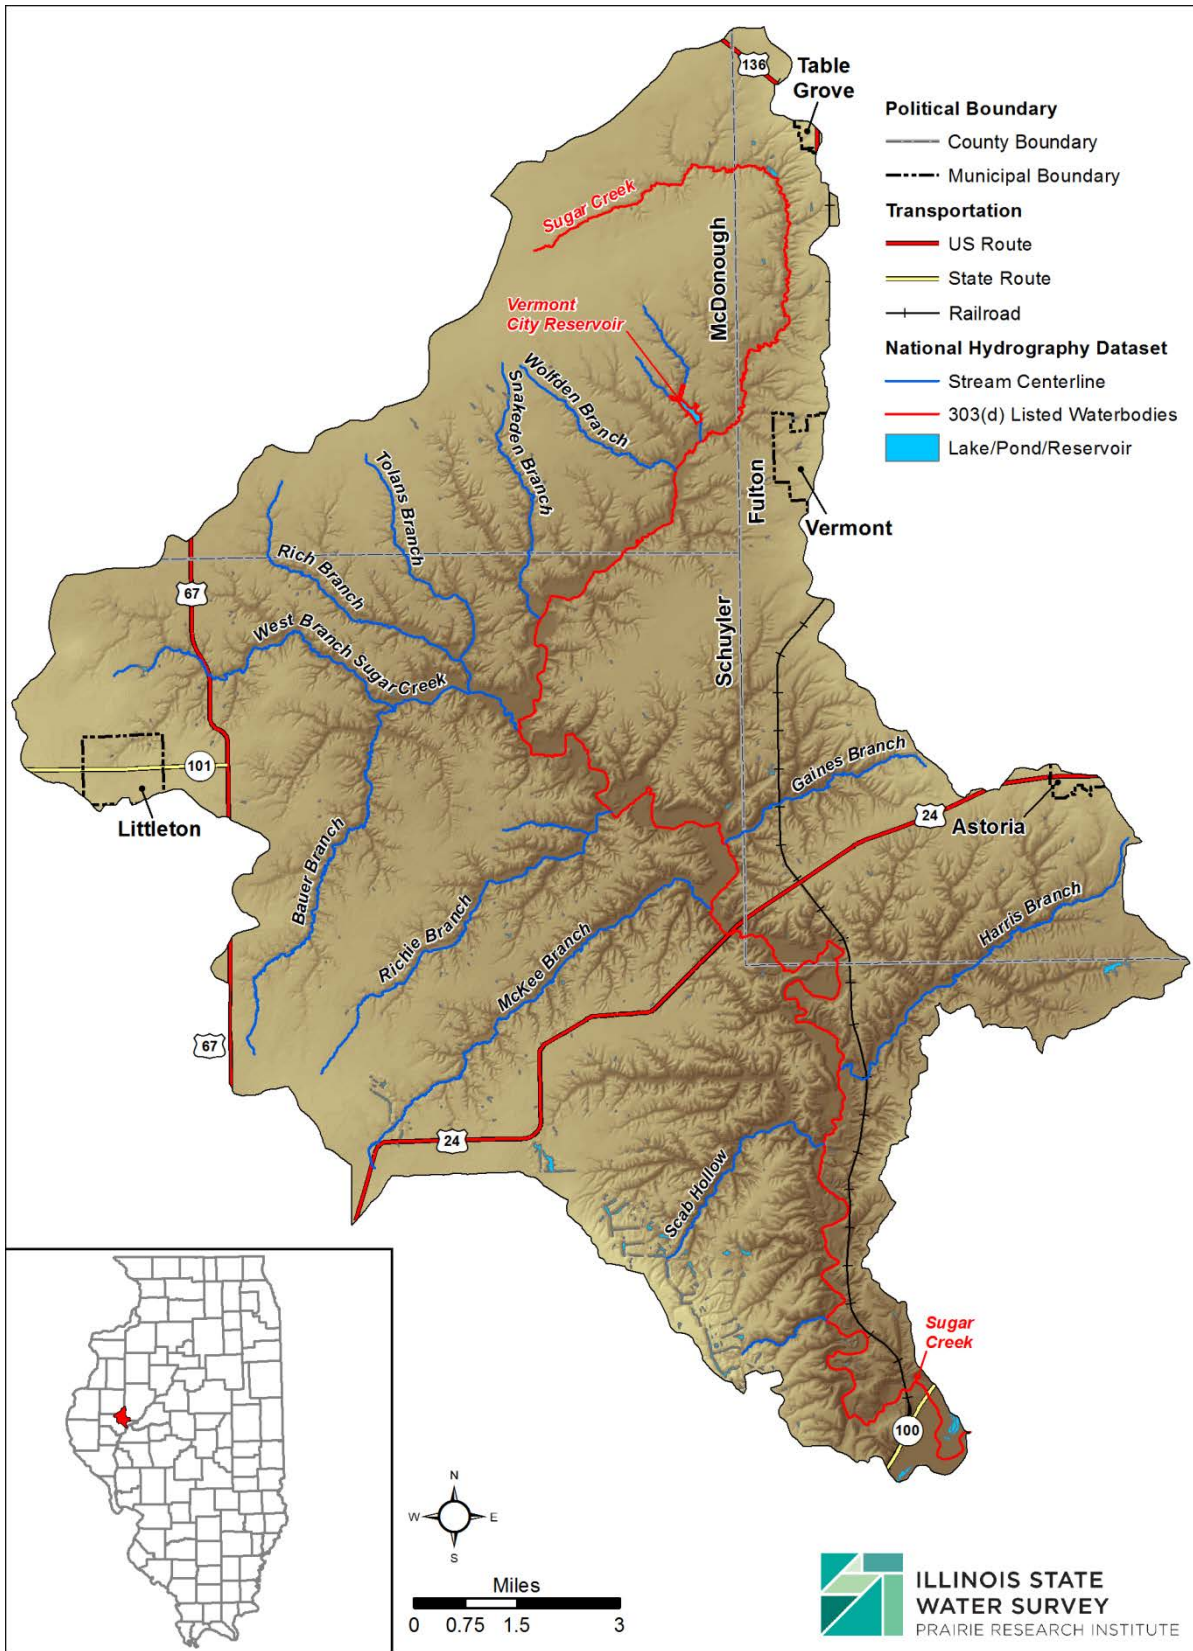 136
Table
Grove
Political Boundary
County Boundary
Municipal Boundary
Transportation
US Route
State Route
Railroad
National Hydrography Dataset
Stream Centerline
303(d) Listed Waterbodies
Lake/Pond/Reservoir
Sugar Creek
McDonough
Vermont
City Reservoir
Wolfden Branch
Snakeden Branch
Tolans Branch
Fulton
Vermont
Rich Branch
67
West Branch Sugar Creek
Schuyler
101
Littleton
Gaines Branch
24
Astoria
Bauer Branch
Richie Branch
McKee Branch
Harris Branch
67
24
Scab Hollow
Sugar
Creek
100
N
W
E
S
Miles
0 0.75 1.5 3
ILLINOIS STATE
WATER SURVEY
PRAIRIE RESEARCH INSTITUTE